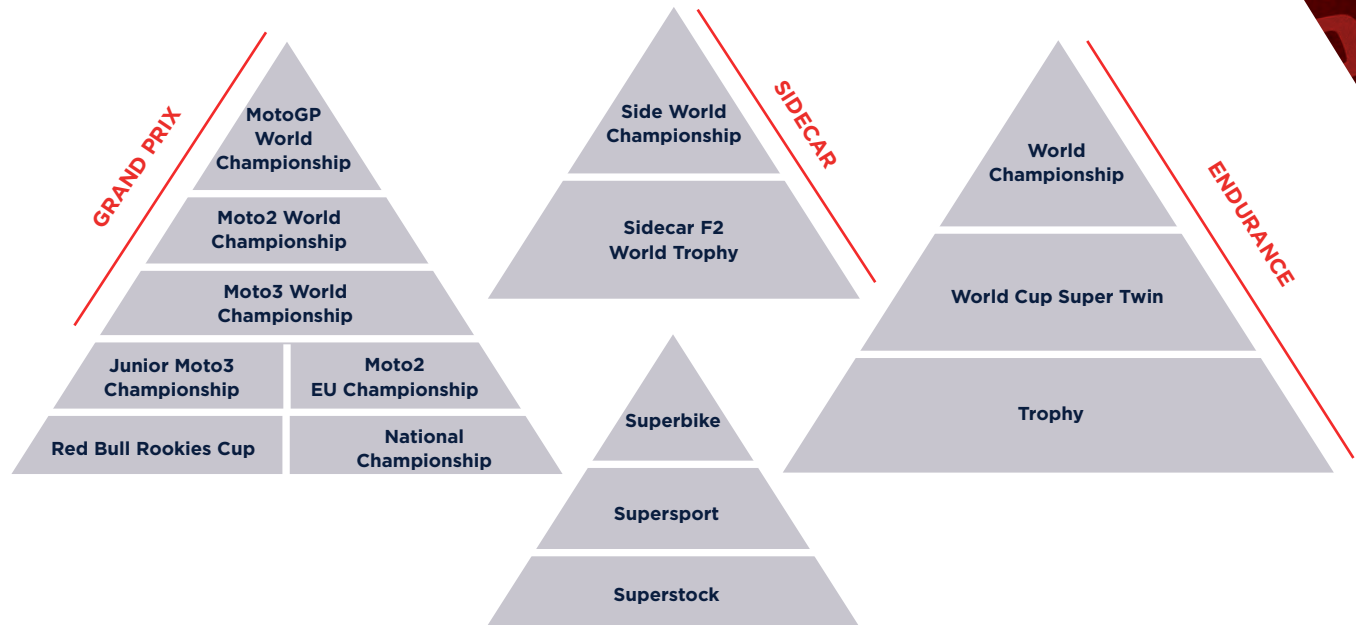 GRAND PRIX
MotoGP
World
Championship
Moto2 World
Championship
Moto3 World
Championship
Junior Moto3
Championship
Moto2
EU Championship
Red Bull Rookies Cup
National
Championship
SIDECAR
Side World
Championship
Sidecar F2
World Trophy
Superbike
Supersport
Superstock
ENDURANCE
World
Championship
World Cup Super Twin
Trophy